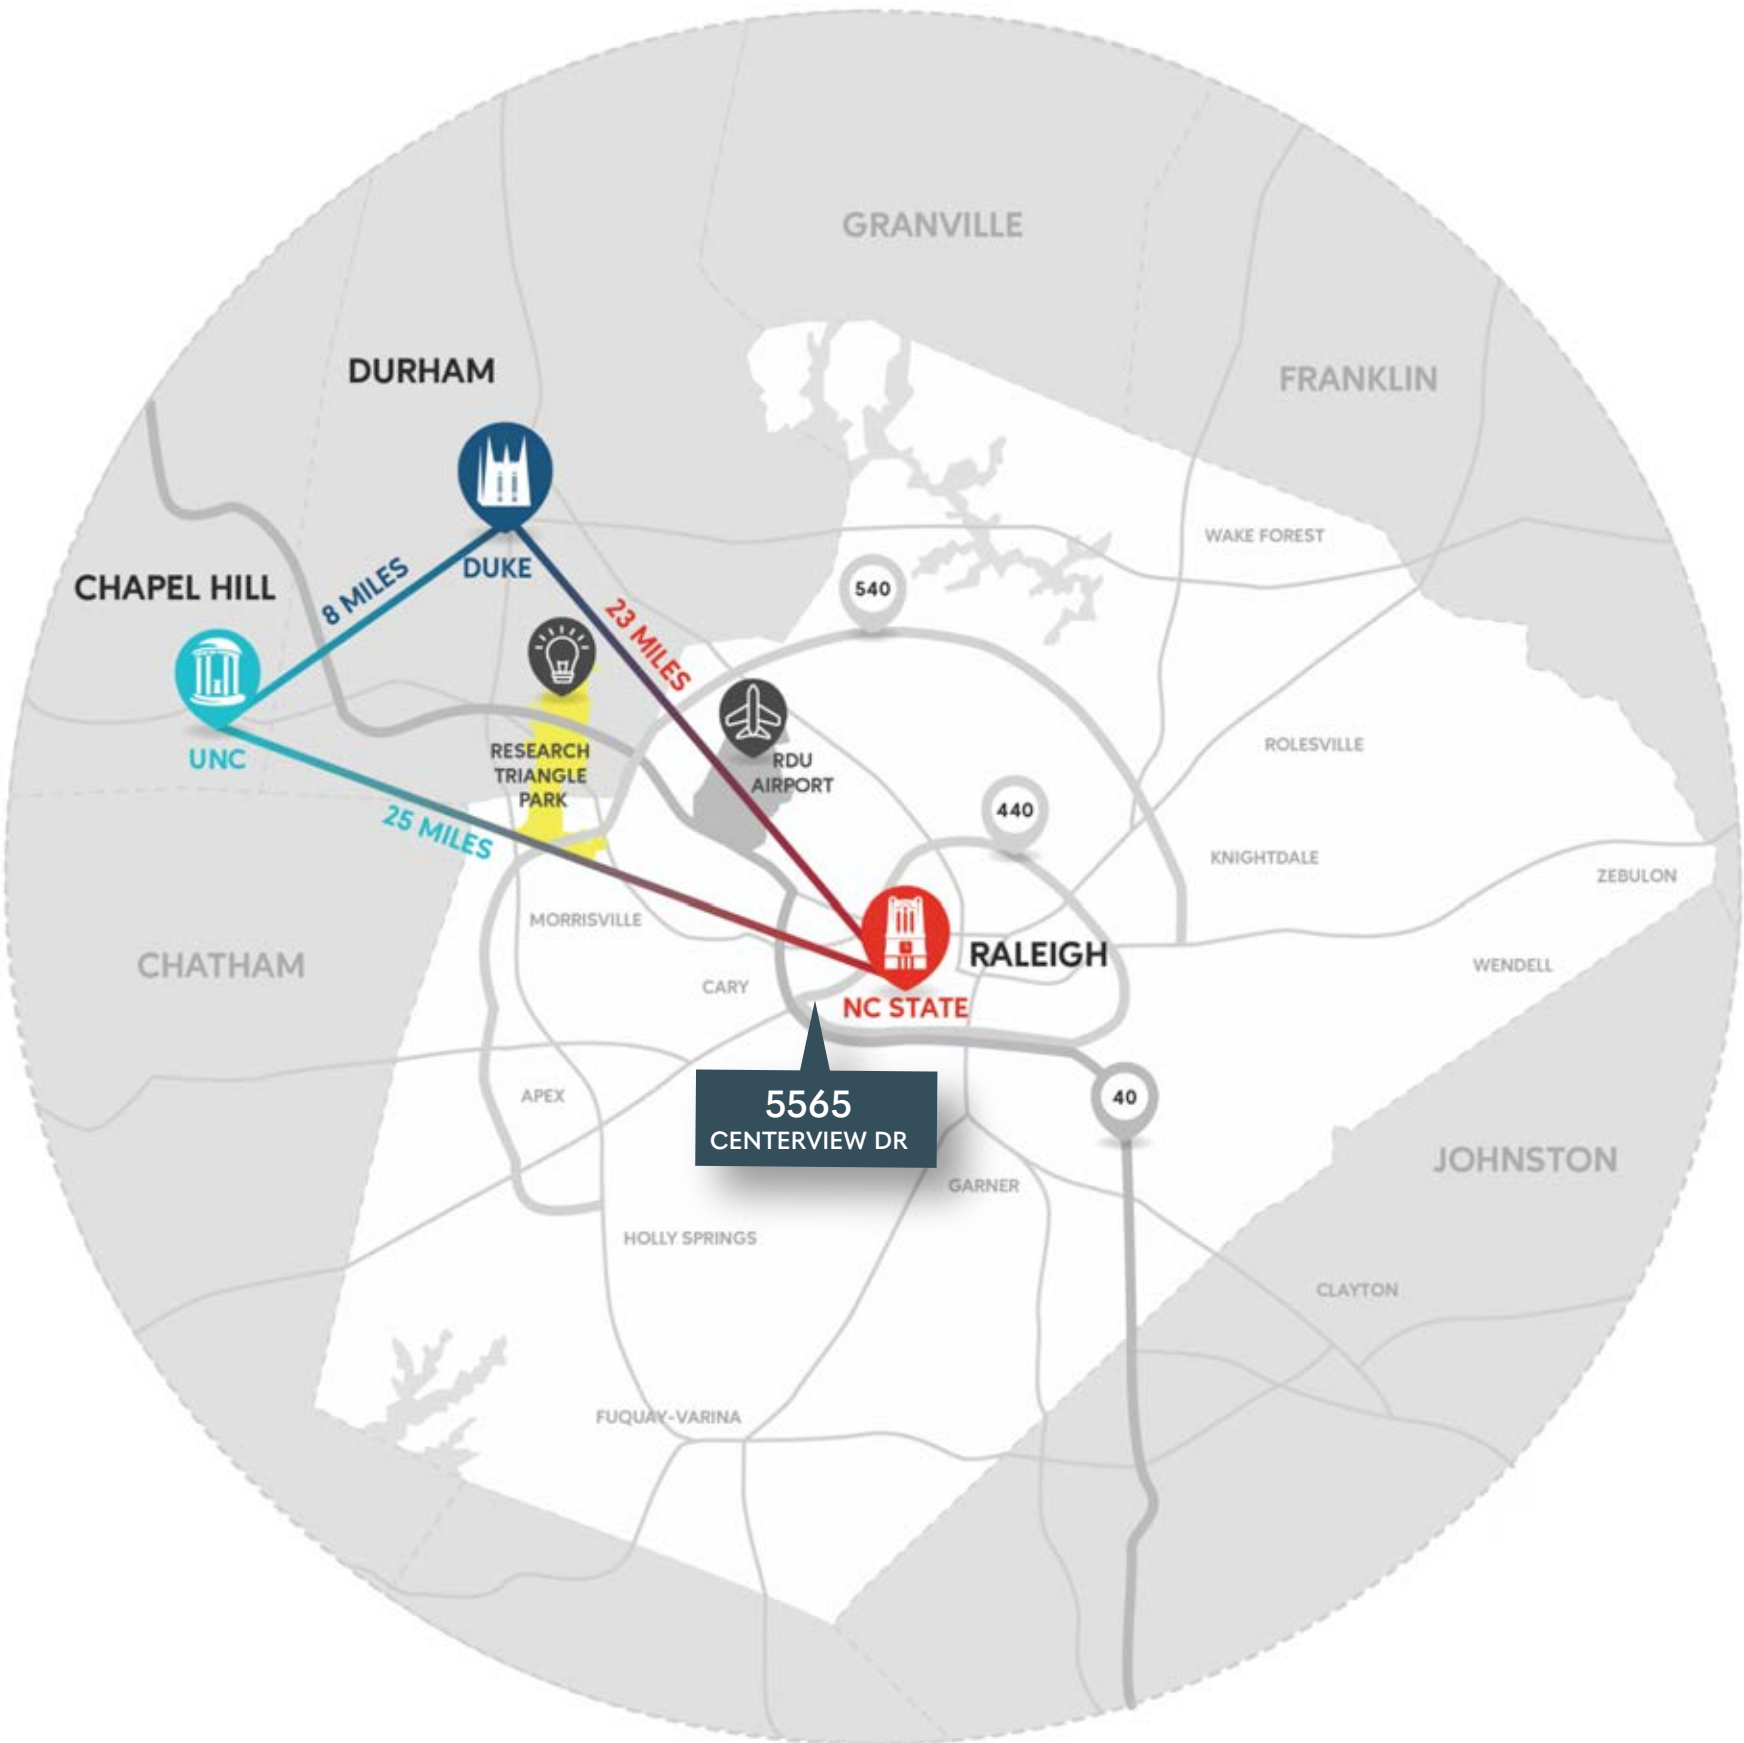 GRANVILLE
DURHAM
FRANKLIN
WAKE FOREST
DUKE
8 MILES
CHAPEL HILL
540
23 MILES
UNC
RESEARCH
TRIANGLE
PARK
RDU
AIRPORT
ROLESVILLE
25 MILES
440
KNIGHTDALE
ZEBULON
MORRISVILLE
RALEIGH
CHATHAM
WENDELL
CARY
NC STATE
APEX
5565
CENTERVIEW DR
40
JOHNSTON
GARNER
HOLLY SPRINGS
CLAYTON
FUQUAY-VARINA